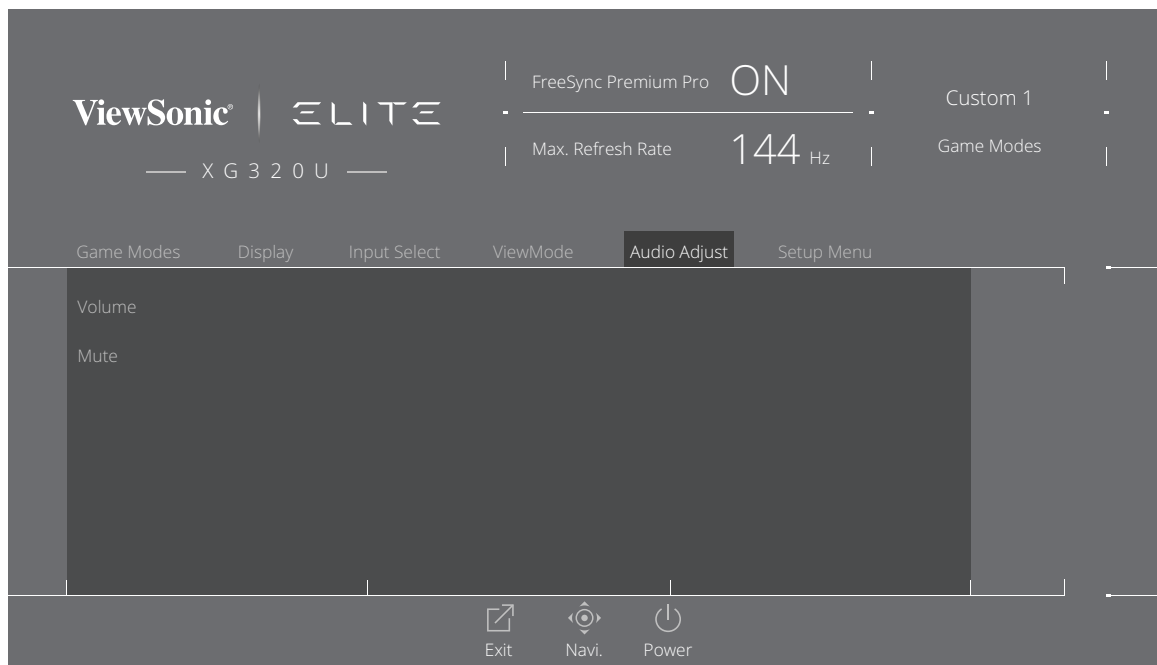 ViewSonic® ELITE
XG320U
FreeSync Premium Pro ON
Max. Refresh Rate 144 Hz
Custom 1
Game Modes
Game Modes Display Input Select ViewMode Audio Adjust Setup Menu
Volume
Mute
Exit Navi. Power